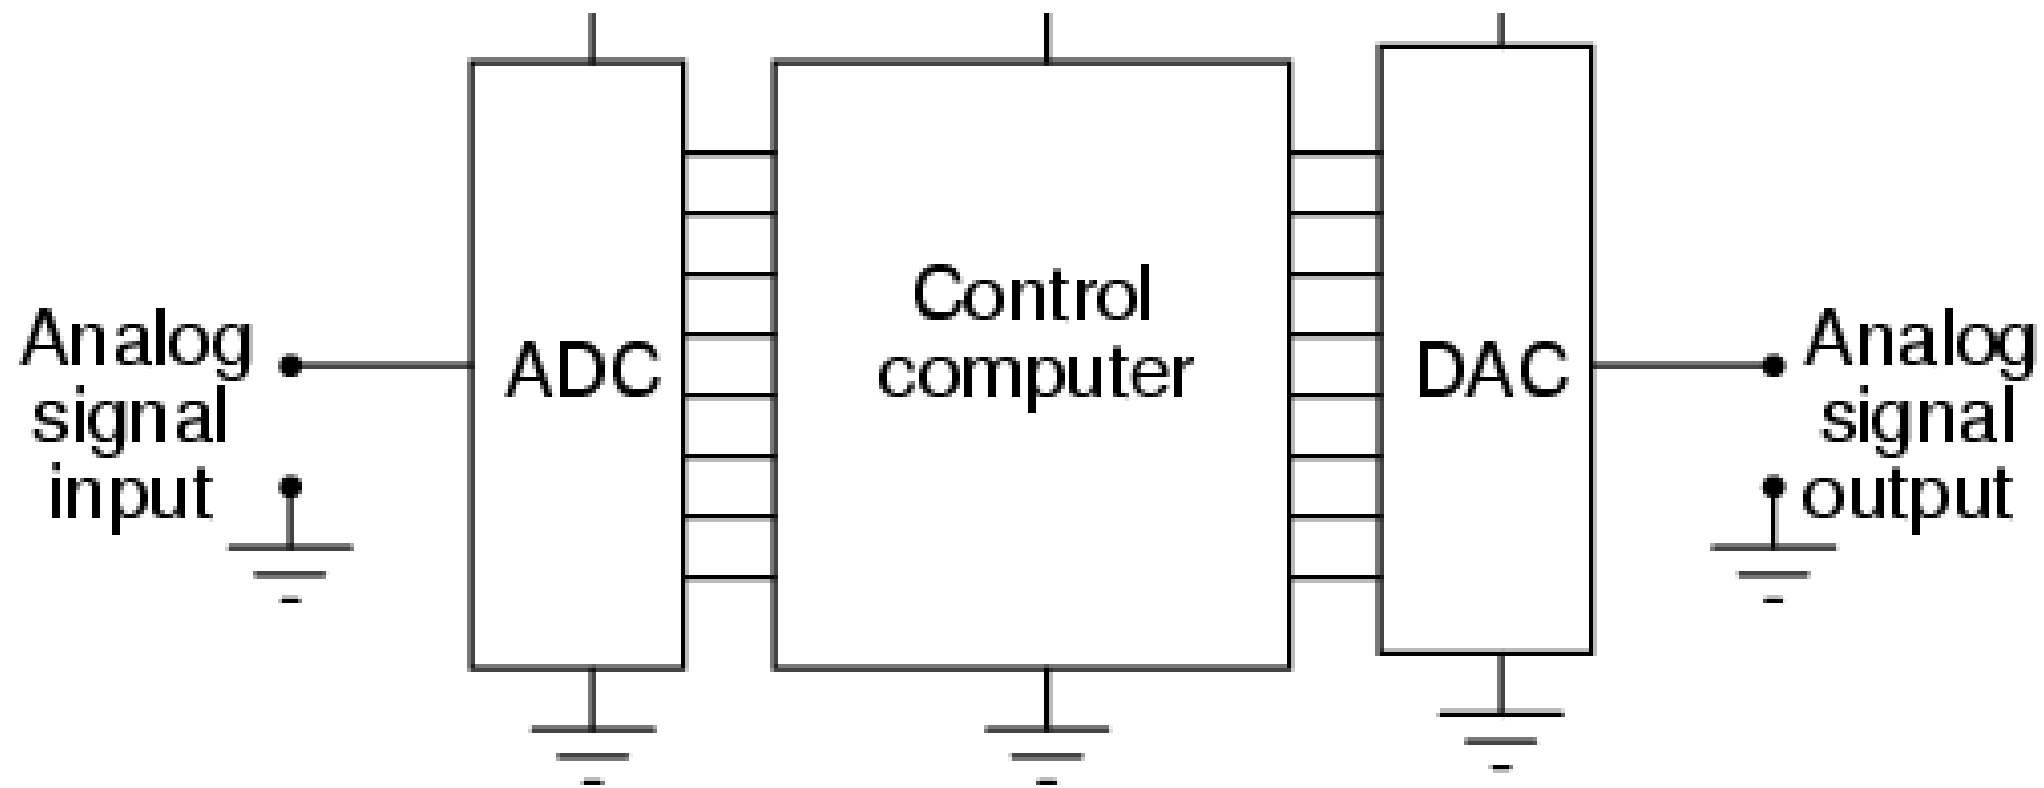 Analog
signal
input
ADC
Control
computer
DAC
Analog
signal
output